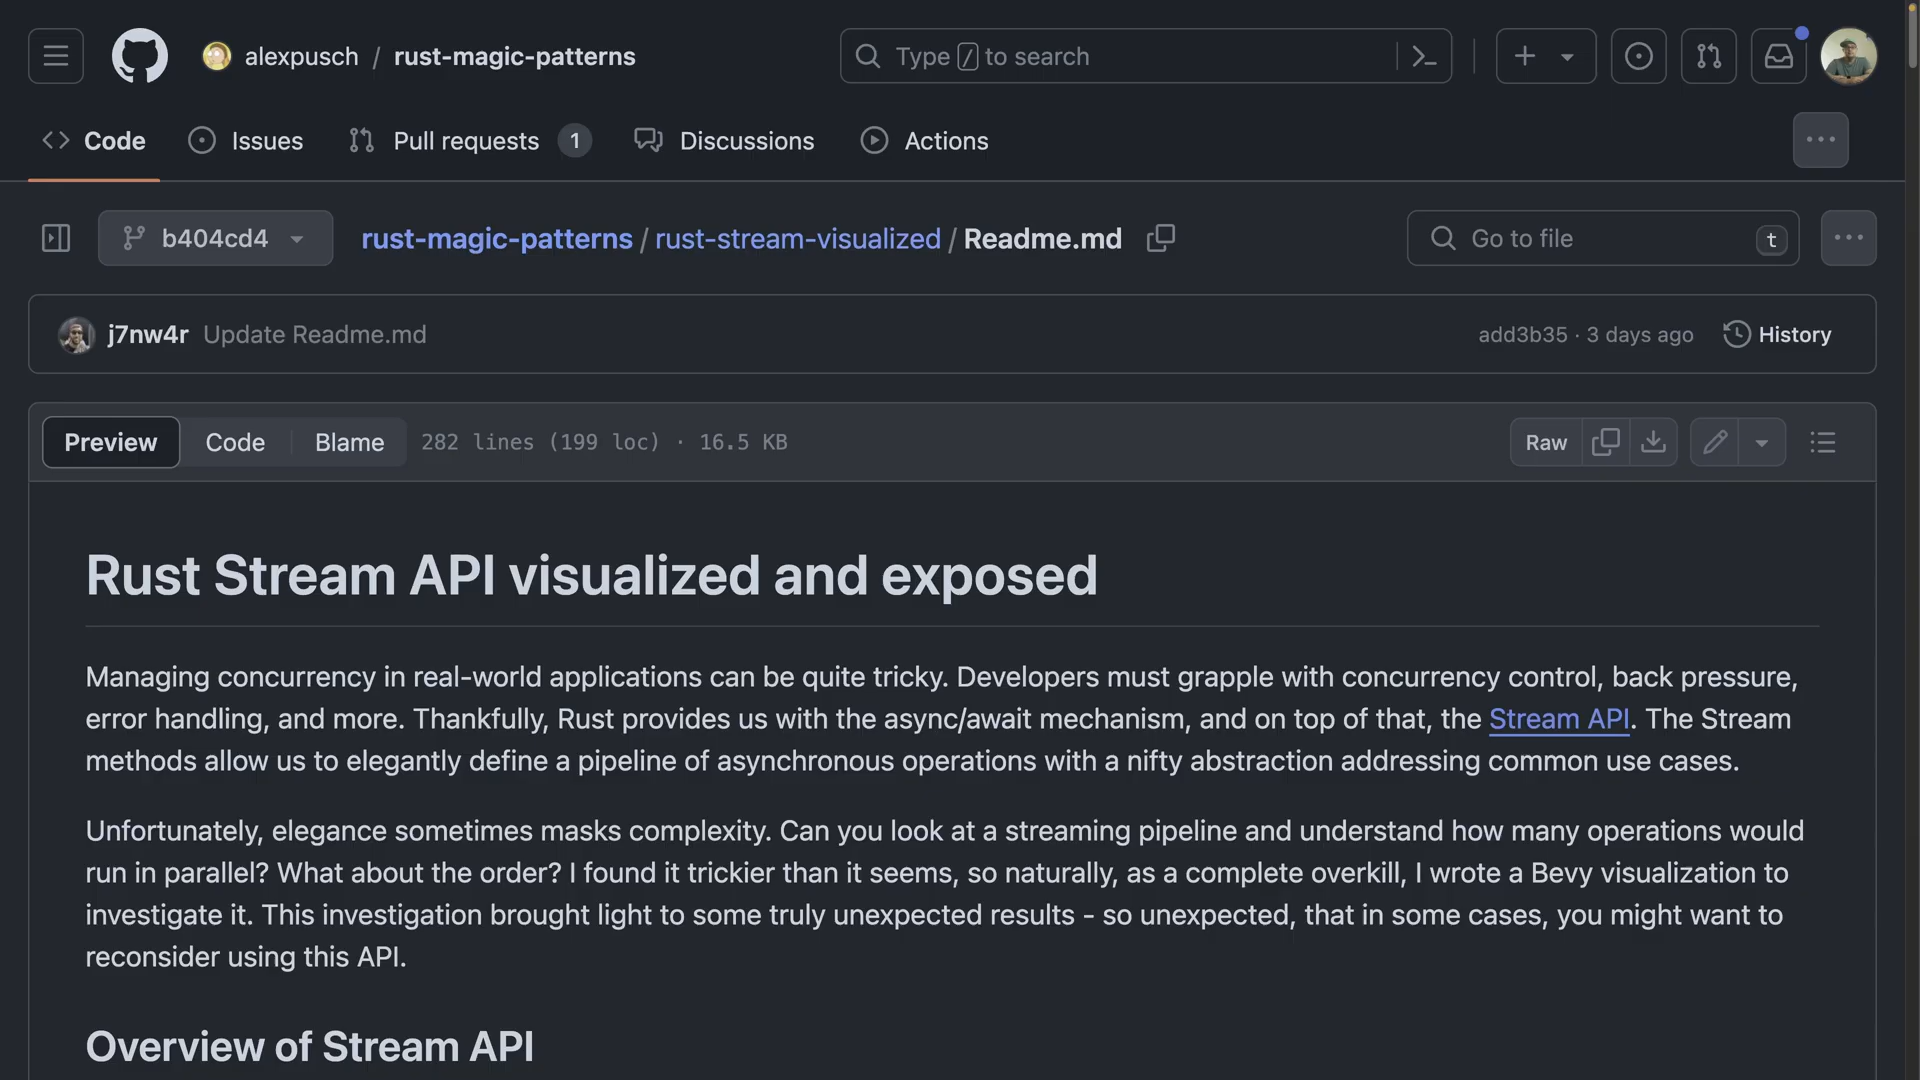 alexpusch / rust-magic-patterns
Type / to search
Code
Issues
Pull requests 1
Discussions
Actions
b404cd4
rust-magic-patterns / rust-stream-visualized / Readme.md
Go to file
t
j7nw4r Update Readme.md
add3b35 · 3 days ago
History
Preview
Code
Blame
282 lines (199 loc) · 16.5 KB
Raw
Rust Stream API visualized and exposed
Managing concurrency in real-world applications can be quite tricky. Developers must grapple with concurrency control, back pressure,
error handling, and more. Thankfully, Rust provides us with the async/await mechanism, and on top of that, the Stream API. The Stream
methods allow us to elegantly define a pipeline of asynchronous operations with a nifty abstraction addressing common use cases.
Unfortunately, elegance sometimes masks complexity. Can you look at a streaming pipeline and understand how many operations would
run in parallel? What about the order? I found it trickier than it seems, so naturally, as a complete overkill, I wrote a Bevy visualization to
investigate it. This investigation brought light to some truly unexpected results - so unexpected, that in some cases, you might want to
reconsider using this API.
Overview of Stream API